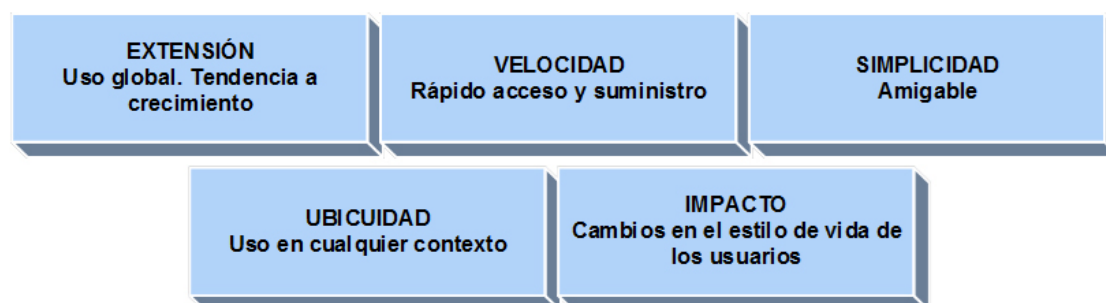 EXTENSIÓN
Uso global. Tendencia a
crecimiento
VELOCIDAD
Rápido acceso y suministro
SIMPLICIDAD
Amigable
UBICUIDAD
Uso en cualquier contexto
IMPACTO
Cambios en el estilo de vida de
los usuarios